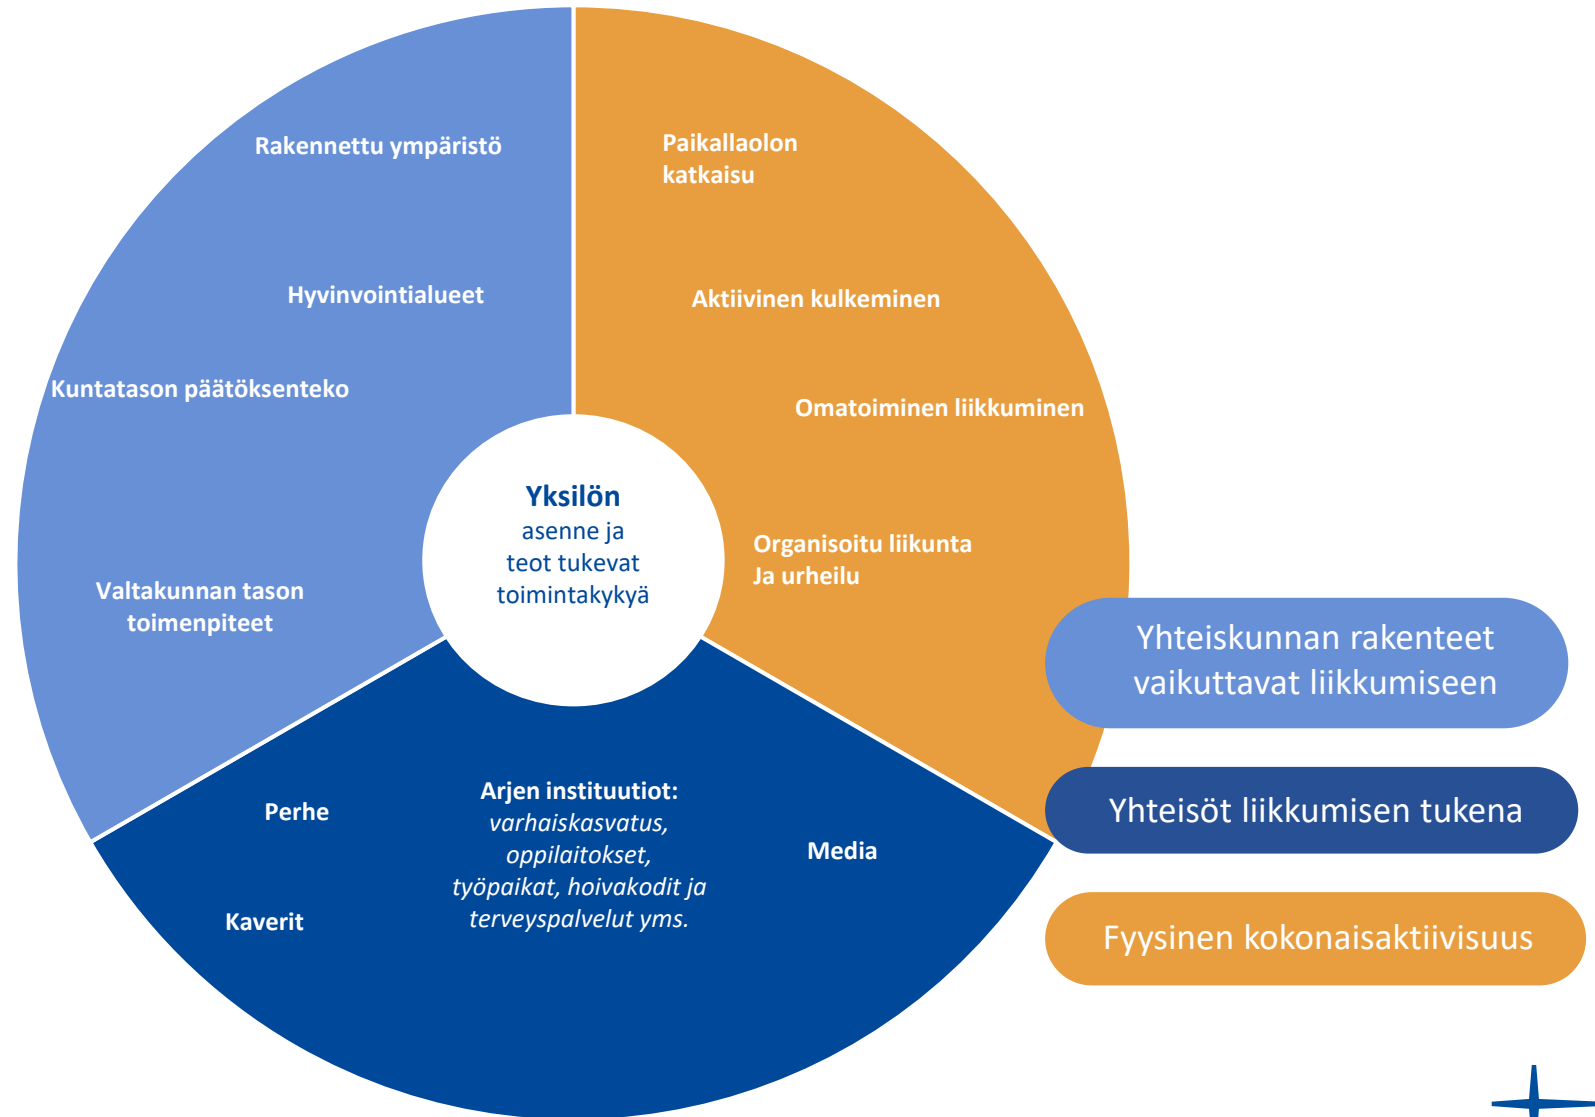 Rakennettu ympäristö
Hyvinvointialueet
Kuntatason päätöksenteko
Valtakunnan tason
toimenpiteet
Paikallaolon
katkaisu
Aktiivinen kulkeminen
Omatoiminen liikkuminen
Organisoitu liikunta
Ja urheilu
Yksilön
asenne ja
teot tukevat
toimintakykyä
Perhe
Kaverit
Arjen instituutiot:
varhaiskasvatus,
oppilaitokset,
työpaikat, hoivakodit ja
terveyspalvelut yms.
Media
Yhteiskunnan rakenteet
vaikuttavat liikkumiseen
Yhteisöt liikkumisen tukena
Fyysinen kokonaisaktiivisuus